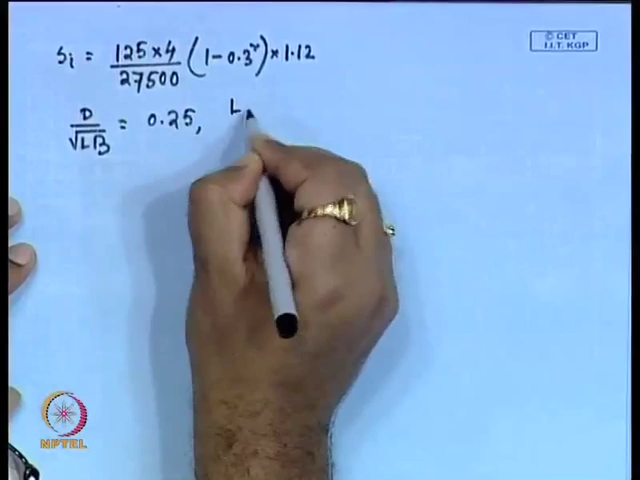 Si = 125 × 4 / 27500 (1 - 0.3²) × 1.12
D / √LB = 0.25, L
© CET
I.I.T. KGP
NPTEL